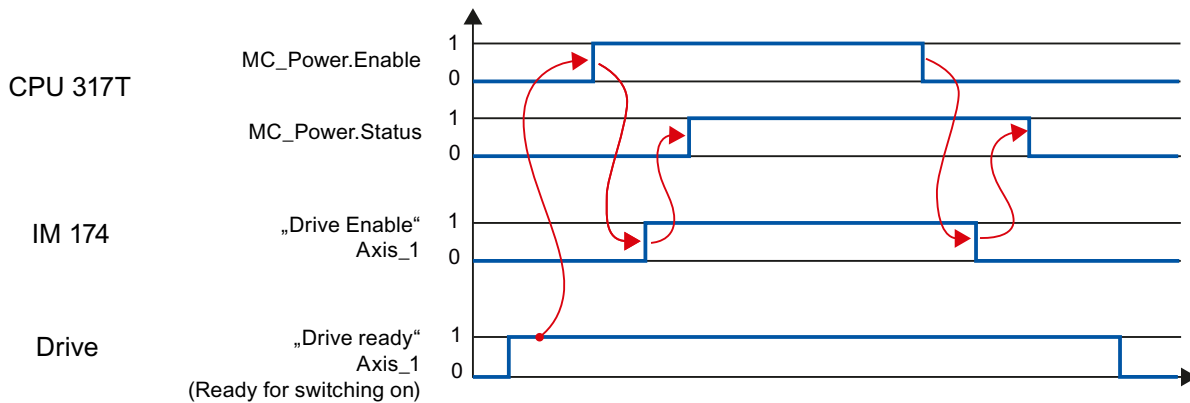 CPU 317T
MC_Power.Enable
1
0
MC_Power.Status
1
0
IM 174
„Drive Enable“
Axis_1
1
0
Drive
„Drive ready“
Axis_1
(Ready for switching on)
1
0